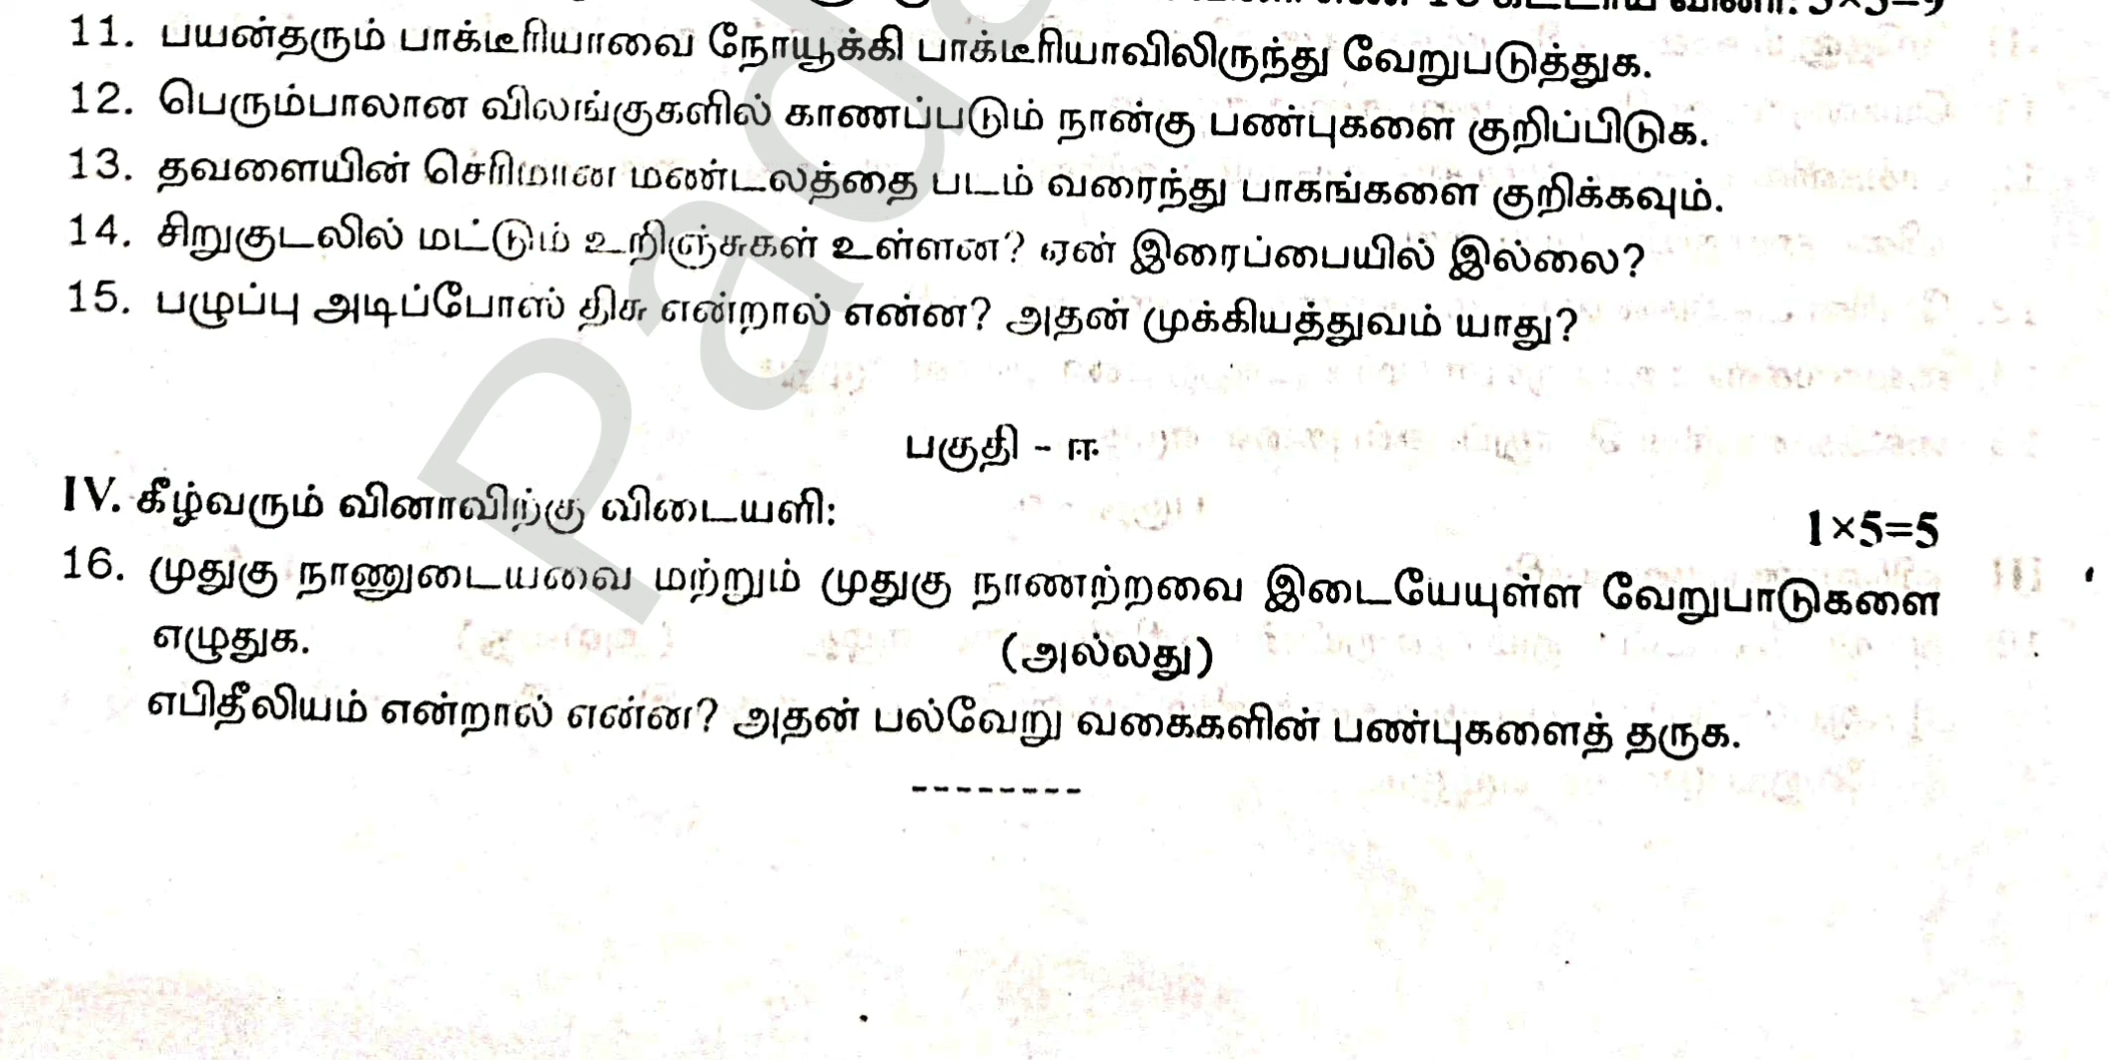 3×3=9
11. பயன்தரும் பாக்டீரியாவை நோயூக்கி பாக்டீரியாவிலிருந்து வேறுபடுத்துக.
12. பெரும்பாலான விலங்குகளில் காணப்படும் நான்கு பண்புகளை குறிப்பிடுக.
13. தவளையின் செரிமான மண்டலத்தை படம் வரைந்து பாகங்களை குறிக்கவும்.
14. சிறுகுடலில் மட்டும் உறிஞ்சுகள் உள்ளன? ஏன் இரைப்பையில் இல்லை?
15. பழுப்பு அடிப்போஸ் திசு என்றால் என்ன? அதன் முக்கியத்துவம் யாது?
பகுதி - ஈ
IV. கீழ்வரும் வினாவிற்கு விடையளி:
1×5=5
16. முதுகு நாணுடையவை மற்றும் முதுகு நாணற்றவை இடையேயுள்ள வேறுபாடுகளை
எழுதுக. (அல்லது)
எபிதீலியம் என்றால் என்ன? அதன் பல்வேறு வகைகளின் பண்புகளைத் தருக.
--------